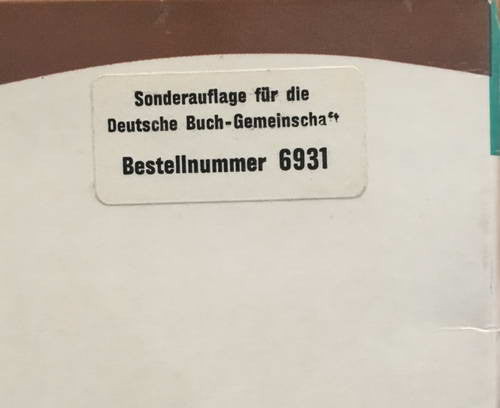 Sonderauflage für die
Deutsche Buch-Gemeinschaft
Bestellnummer 6931